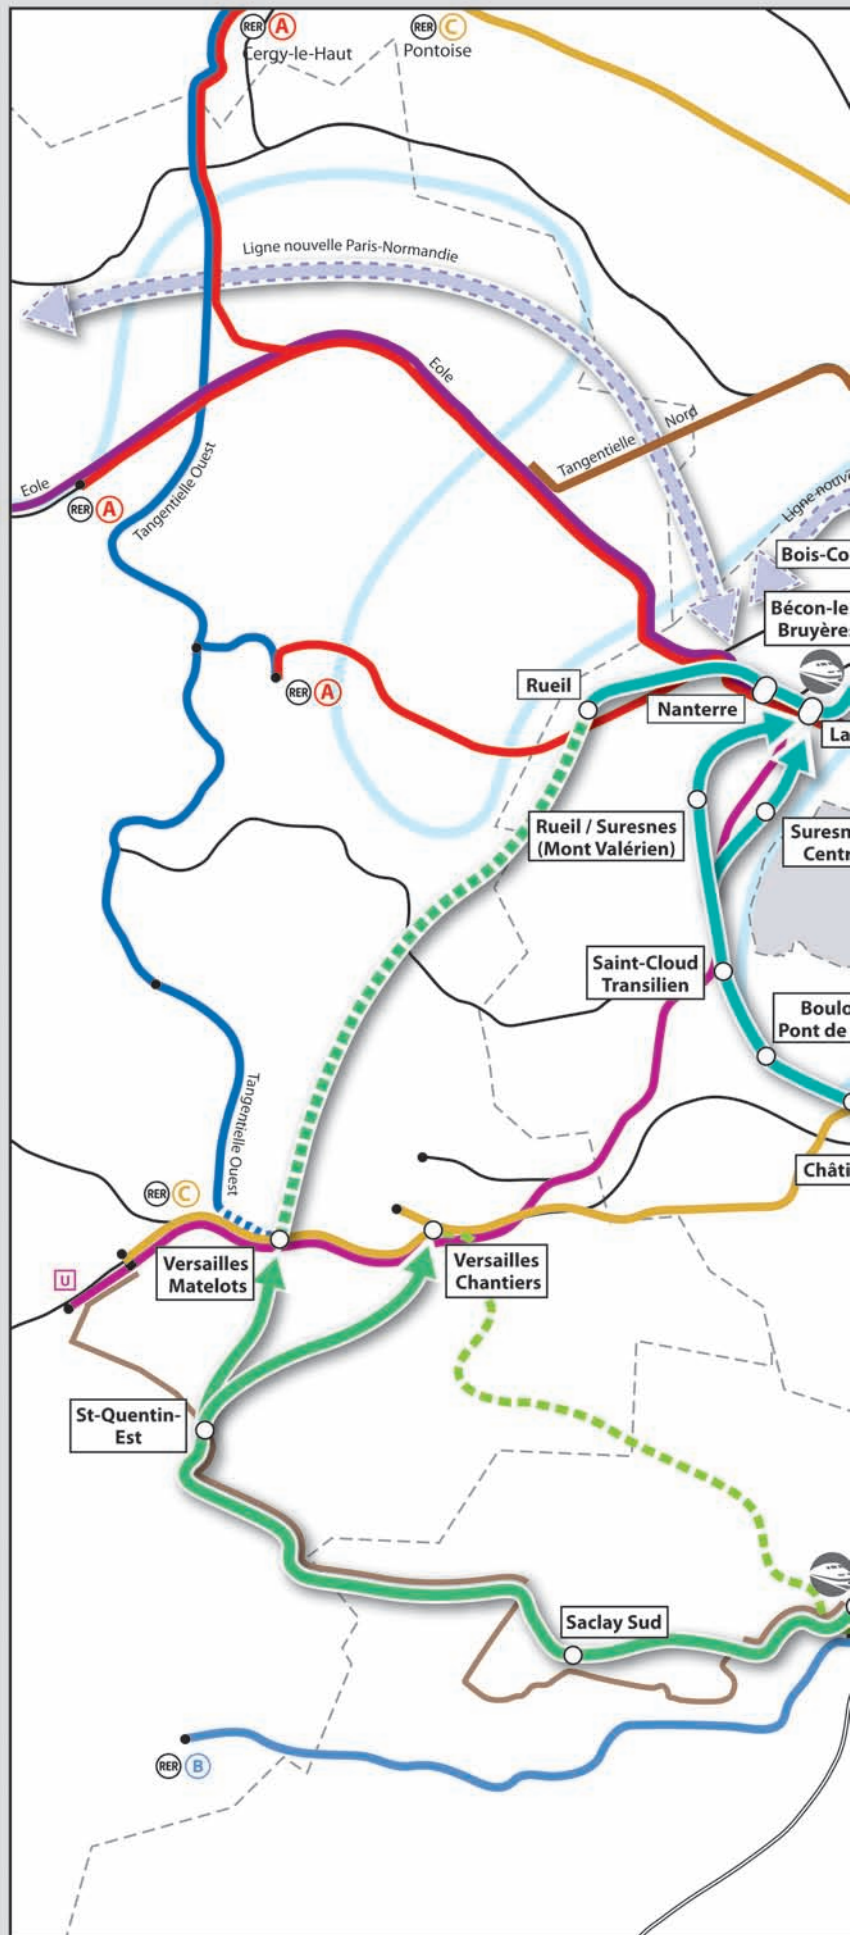 RER A
RER C
Cergy-le-Haut
Pontoise
Ligne nouvelle Paris-Normandie
Eole
Tangentielle Nord
Eole
RER A
Tangentielle Ouest
Ligne nouv
Bois-Co
Bécon-le
Bruyère
RER A
Rueil
Nanterre
La
Rueil / Suresnes
(Mont Valérien)
Suresn
Centr
Saint-Cloud
Transilien
Boulo
Pont de
Tangentielle Ouest
Châti
RER C
U
Versailles
Matelots
Versailles
Chantiers
St-Quentin-
Est
Saclay Sud
RER B